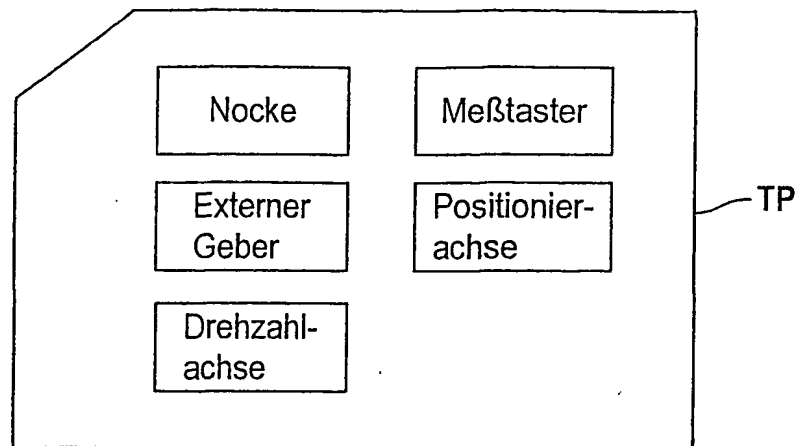 Nocke
Meßtaster
Externer
Geber
Positionier-
achse
TP
Drehzahl-
achse